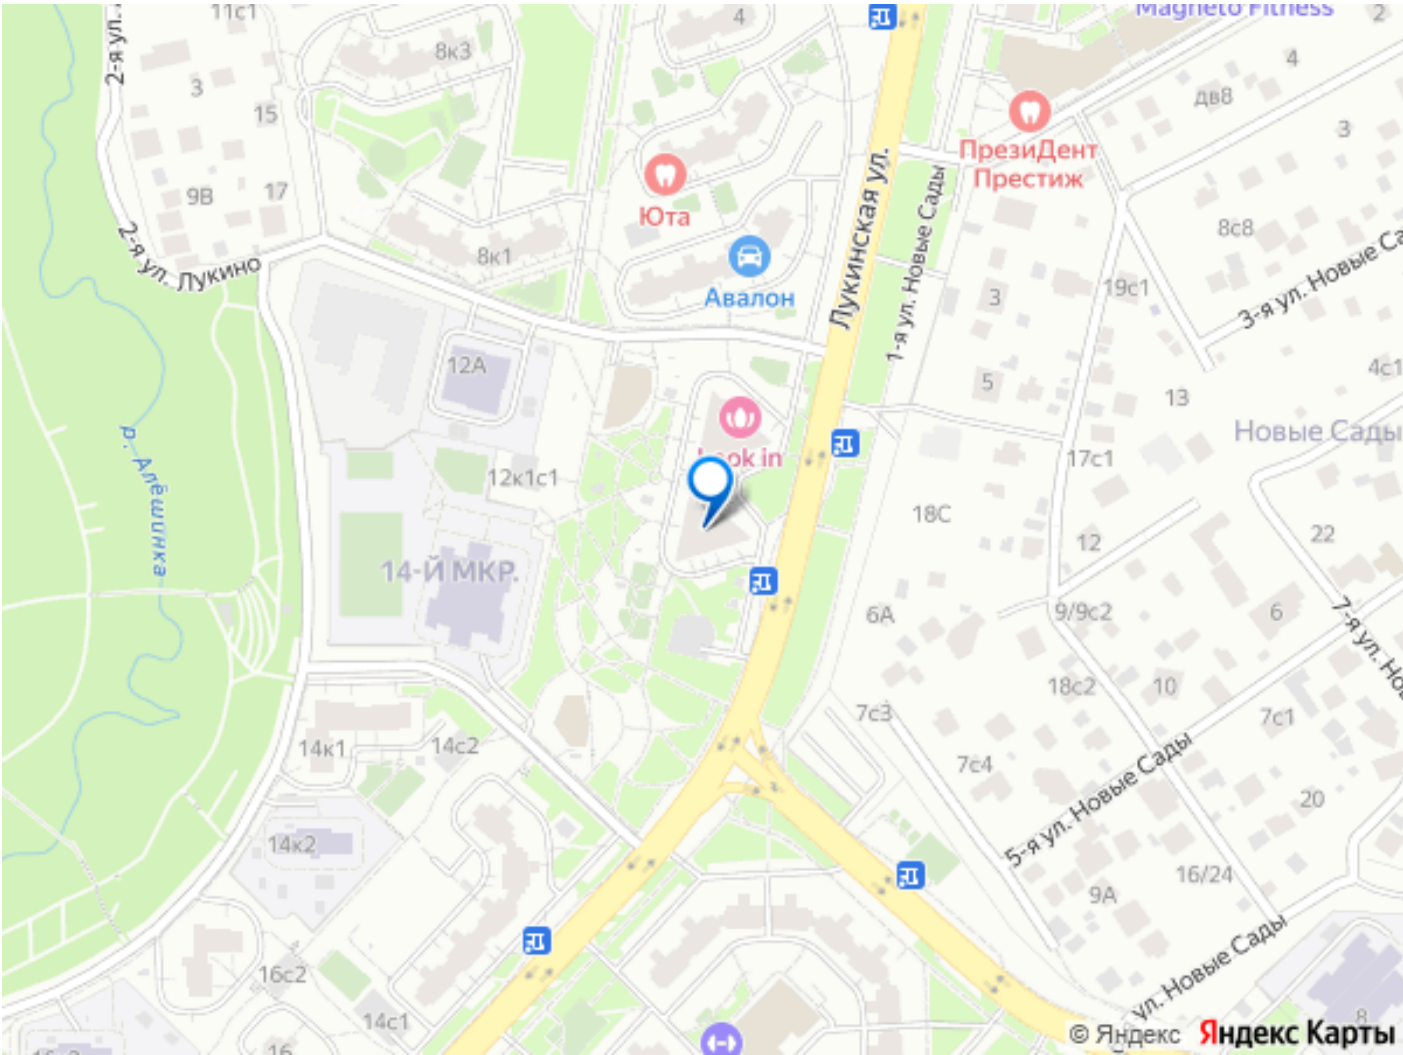 11с1
4
Magneto Fitness
2
2-я ул.
8к3
4
3
дв8
15
3
ПрезиДент
Престиж
9В
17
Юта
2-я ул. Лукино
8к1
Лукинская ул.
1-я ул. Новые Сады
8с8
Авалон
3
19с1
3-я ул. Новые Са
12А
5
4с1
13
Новые Сады
р. Алёшинка
look in
17с1
12к1с1
18С
22
12
14-Й МКР.
6А
9/9с2
6
7-я ул. Но
18с2
10
7с3
7с1
14к1
14с2
7с4
5-я ул. Новые Сады
20
14к2
16/24
9А
16с2
ул. Новые Сады
14с1
8
16
© Яндекс Яндекс Карты